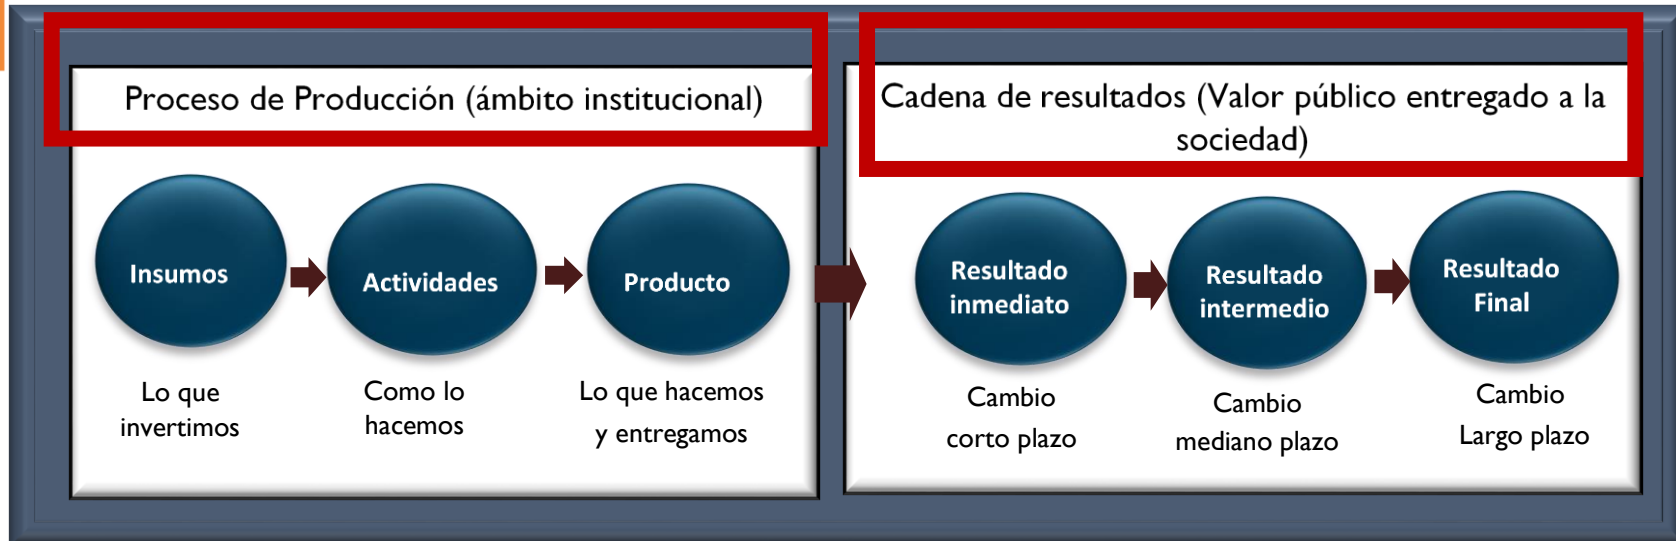 Proceso de Producción (ámbito institucional)
Insumos
Actividades
Producto
Lo que
invertimos
Como lo
hacemos
Lo que hacemos
y entregamos
Cadena de resultados (Valor público entregado a la
sociedad)
Resultado
inmediato
Resultado
intermedio
Resultado
Final
Cambio
corto plazo
Cambio
mediano plazo
Cambio
Largo plazo